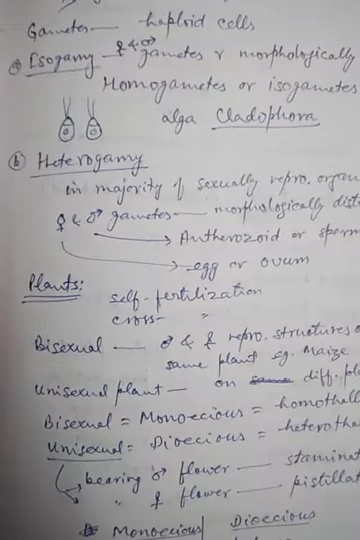 Gametes — haploid cells
ⓐ Isogamy — ♀ & ♂ gametes r morphologically
Homogametes or isogametes
alga Cladophora
ⓑ Heterogamy
in majority of sexually repro. organ
♀ & ♂ gametes — morphologically dist
→ Antherozoid or sperm
→ egg or ovum
Plants:
self-fertilization
cross- "
Bisexual — ♂ & ♀ repro. structures o
same plant eg. Maize
Unisexual plant — on same diff. pl
Bisexual = Monoecious = homothall
Unisexual = Dioecious = heterotha
bearing ♂ flower — staminat
" ♀ flower — pistillat
Monoecious Dioecious